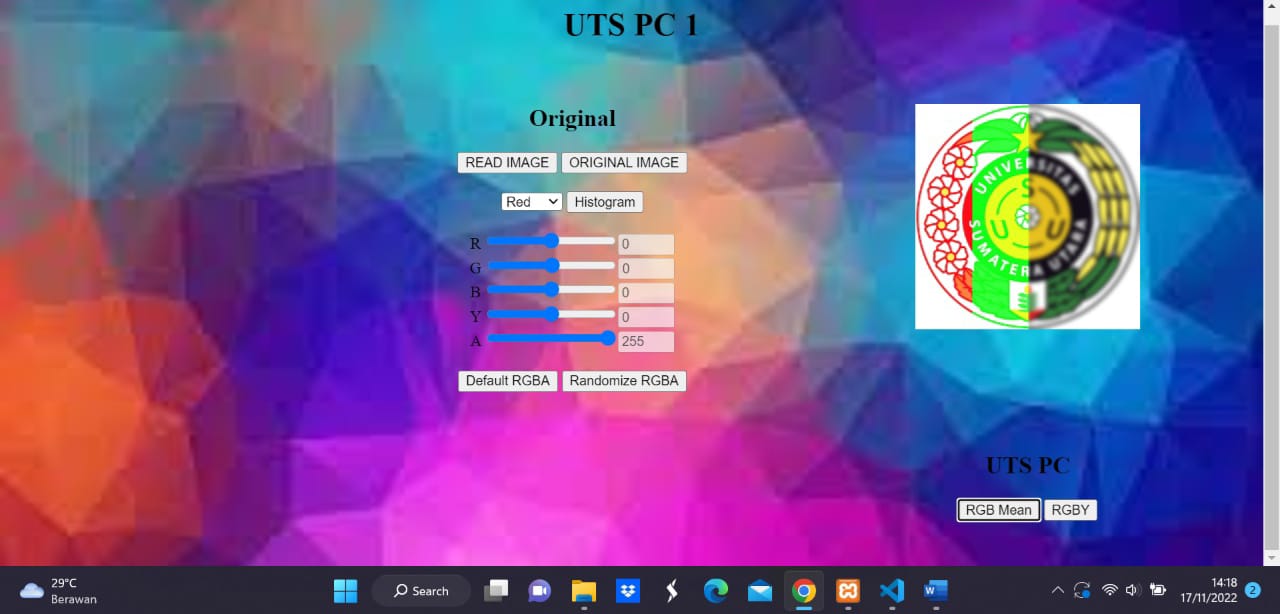 UTS PC 1
Original
READ IMAGE ORIGINAL IMAGE
Red Histogram
R 0
G 0
B 0
Y 0
A 255
Default RGBA Randomize RGBA
UNIVERSITAS
SUMATERA UTARA
S
U U
UTS PC
RGB Mean RGBY
29°C
Berawan
Search
14:18
17/11/2022
2